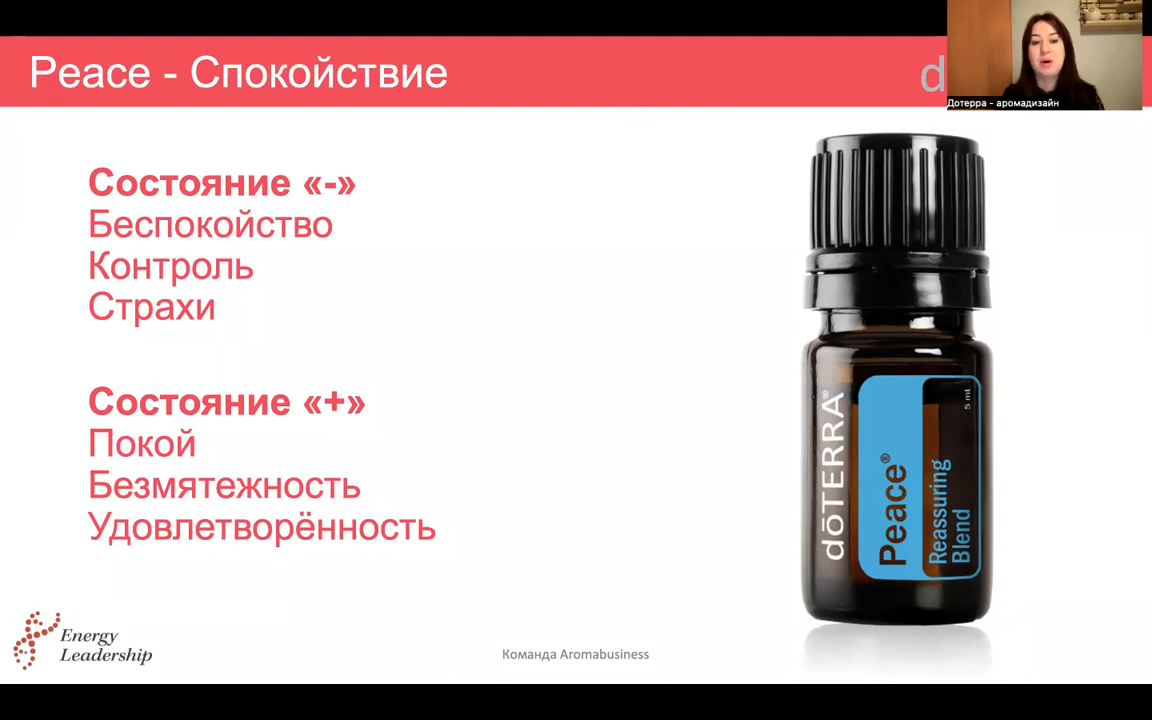 Peace - Спокойствие
d
Дотерра - аромадизайн
Состояние «-»
Беспокойство
Контроль
Страхи
Состояние «+»
Покой
Безмятежность
Удовлетворённость
dōTERRA®
Peace®
Reassuring
Blend
5 mL
Energy
Leadership
Команда Aromabusiness